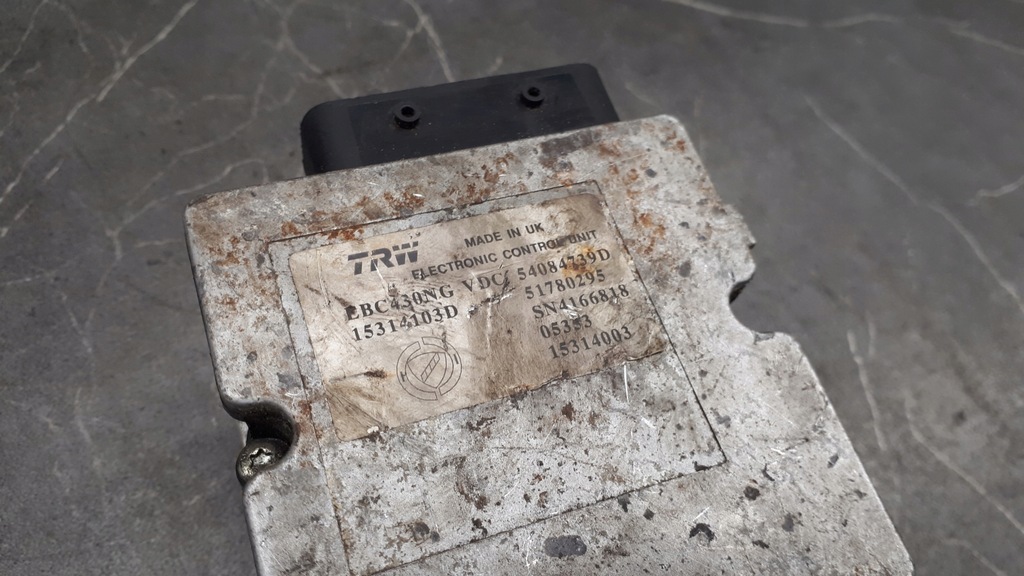 TRW MADE IN UK
ELECTRONIC CONTROL UNIT
EBC430NG VDC 54084739D
15314103D 51780295
SN4166818
05353
15314003